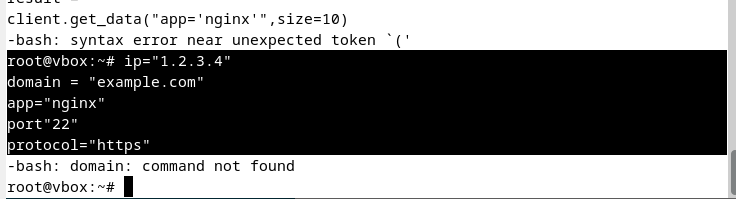 client.get_data("app='nginx'",size=10)
-bash: syntax error near unexpected token `('
root@vbox:~# ip="1.2.3.4"
domain = "example.com"
app="nginx"
port"22"
protocol="https"
-bash: domain: command not found
root@vbox:~#